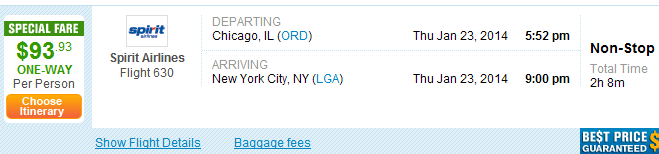 SPECIAL FARE
$93.93
ONE-WAY
Per Person
Choose
Itinerary
spirit
Spirit Airlines
Flight 630
DEPARTING
Chicago, IL (ORD) Thu Jan 23, 2014 5:52 pm
ARRIVING
New York City, NY (LGA) Thu Jan 23, 2014 9:00 pm
Non-Stop
Total Time
2h 8m
Show Flight Details Baggage fees
BEST PRICE
GUARANTEED $